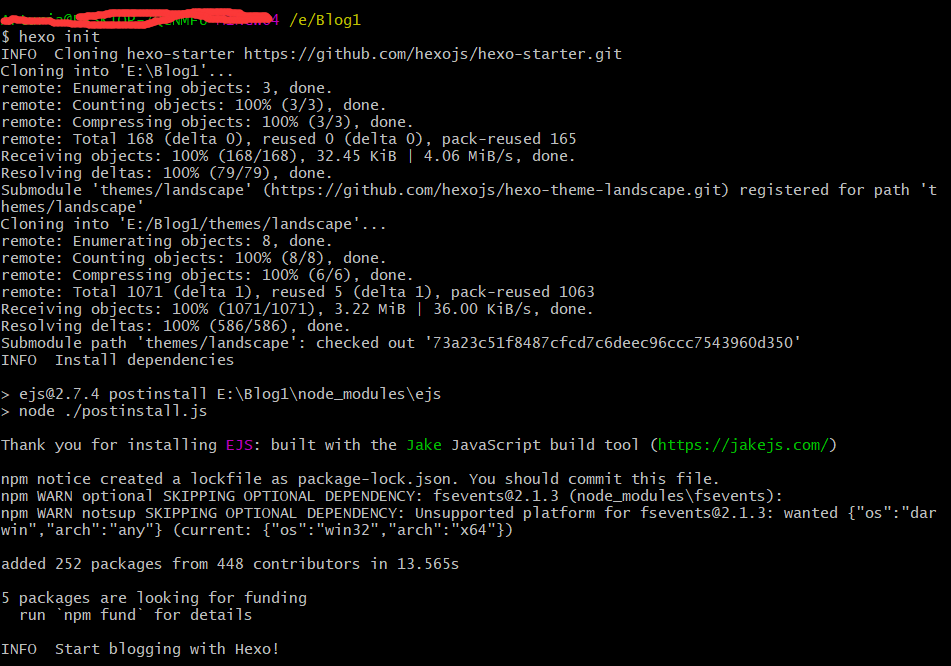 /e/Blog1
$ hexo init
INFO  Cloning hexo-starter https://github.com/hexojs/hexo-starter.git
Cloning into 'E:\Blog1'...
remote: Enumerating objects: 3, done.
remote: Counting objects: 100% (3/3), done.
remote: Compressing objects: 100% (3/3), done.
remote: Total 168 (delta 0), reused 0 (delta 0), pack-reused 165
Receiving objects: 100% (168/168), 32.45 KiB | 4.06 MiB/s, done.
Resolving deltas: 100% (79/79), done.
Submodule 'themes/landscape' (https://github.com/hexojs/hexo-theme-landscape.git) registered for path 't
hemes/landscape'
Cloning into 'E:/Blog1/themes/landscape'...
remote: Enumerating objects: 8, done.
remote: Counting objects: 100% (8/8), done.
remote: Compressing objects: 100% (6/6), done.
remote: Total 1071 (delta 1), reused 5 (delta 1), pack-reused 1063
Receiving objects: 100% (1071/1071), 3.22 MiB | 36.00 KiB/s, done.
Resolving deltas: 100% (586/586), done.
Submodule path 'themes/landscape': checked out '73a23c51f8487cfcd7c6deec96ccc7543960d350'
INFO  Install dependencies
> ejs@2.7.4 postinstall E:\Blog1\node_modules\ejs
> node ./postinstall.js
Thank you for installing EJS: built with the Jake JavaScript build tool (https://jakejs.com/)
npm notice created a lockfile as package-lock.json. You should commit this file.
npm WARN optional SKIPPING OPTIONAL DEPENDENCY: fsevents@2.1.3 (node_modules\fsevents):
npm WARN notsup SKIPPING OPTIONAL DEPENDENCY: Unsupported platform for fsevents@2.1.3: wanted {"os":"dar
win","arch":"any"} (current: {"os":"win32","arch":"x64"})
added 252 packages from 448 contributors in 13.565s
5 packages are looking for funding
  run `npm fund` for details
INFO  Start blogging with Hexo!